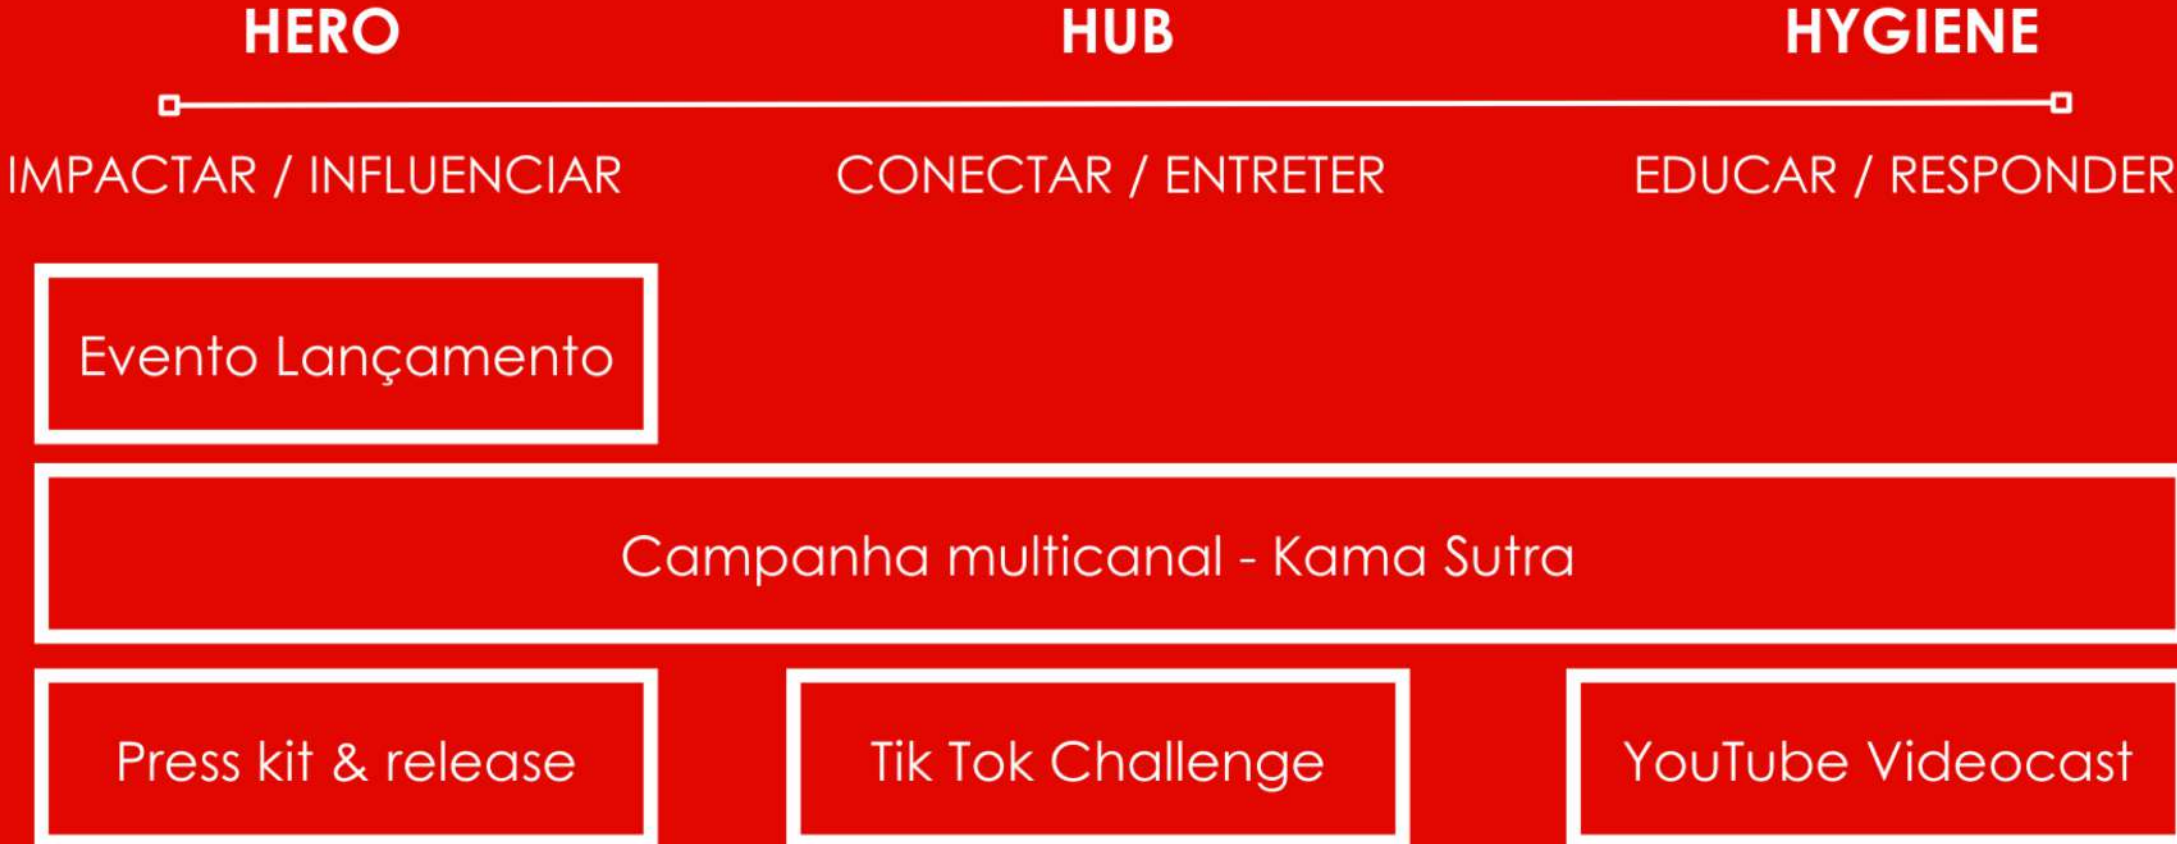 HERO
HUB
HYGIENE
IMPACTAR / INFLUENCIAR
CONECTAR / ENTRETER
EDUCAR / RESPONDER
Evento Lançamento
Campanha multicanal - Kama Sutra
Press kit & release
Tik Tok Challenge
YouTube Videocast